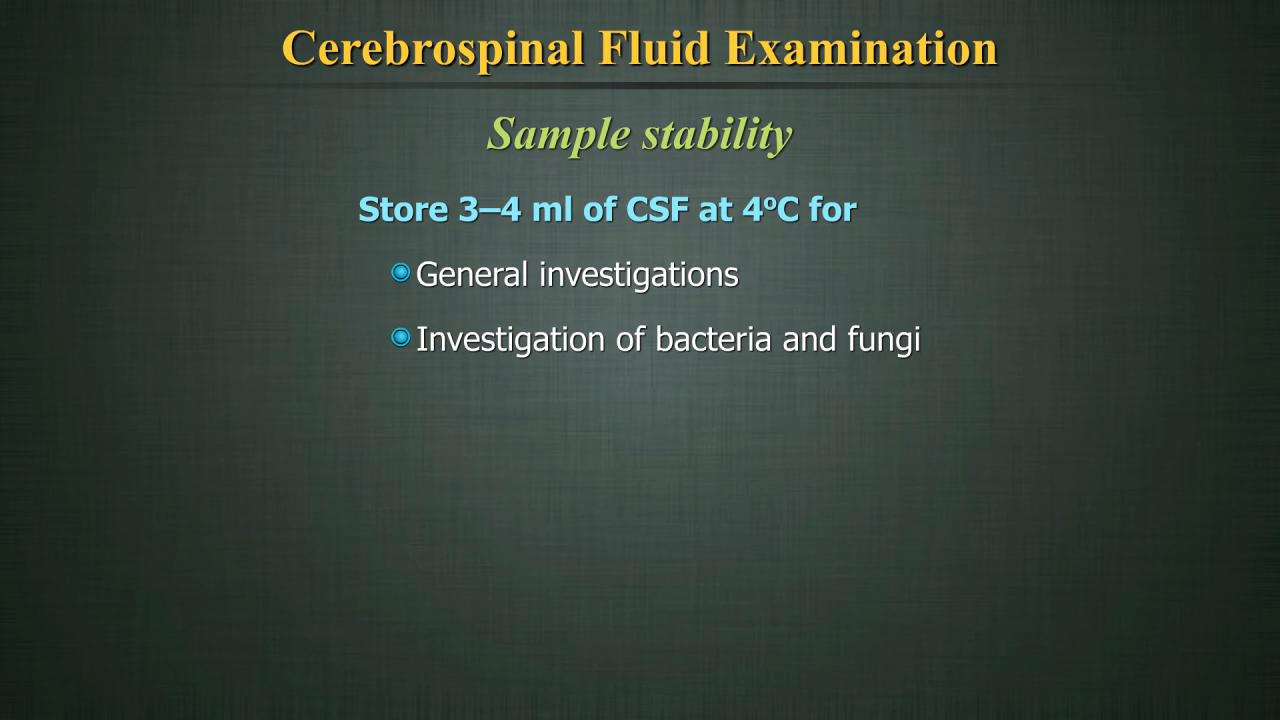 Cerebrospinal Fluid Examination
Sample stability
Store 3–4 ml of CSF at 4ºC for
General investigations
Investigation of bacteria and fungi